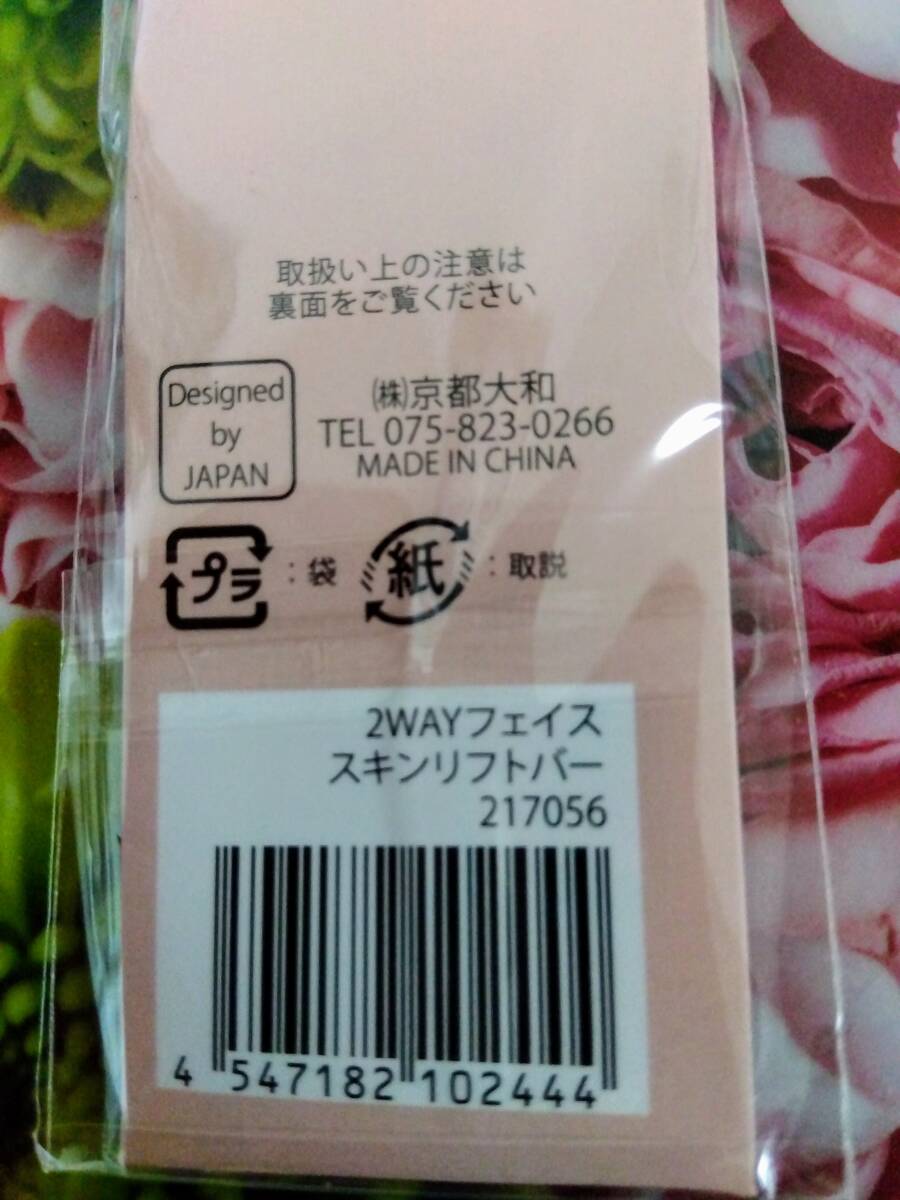 取扱い上の注意は
裏面をご覧ください
Designed
by
JAPAN
㈱京都大和
TEL 075-823-0266
MADE IN CHINA
プラ : 袋
紙 : 取説
2WAYフェイス
スキンリフトバー
217056
4 547182 102444